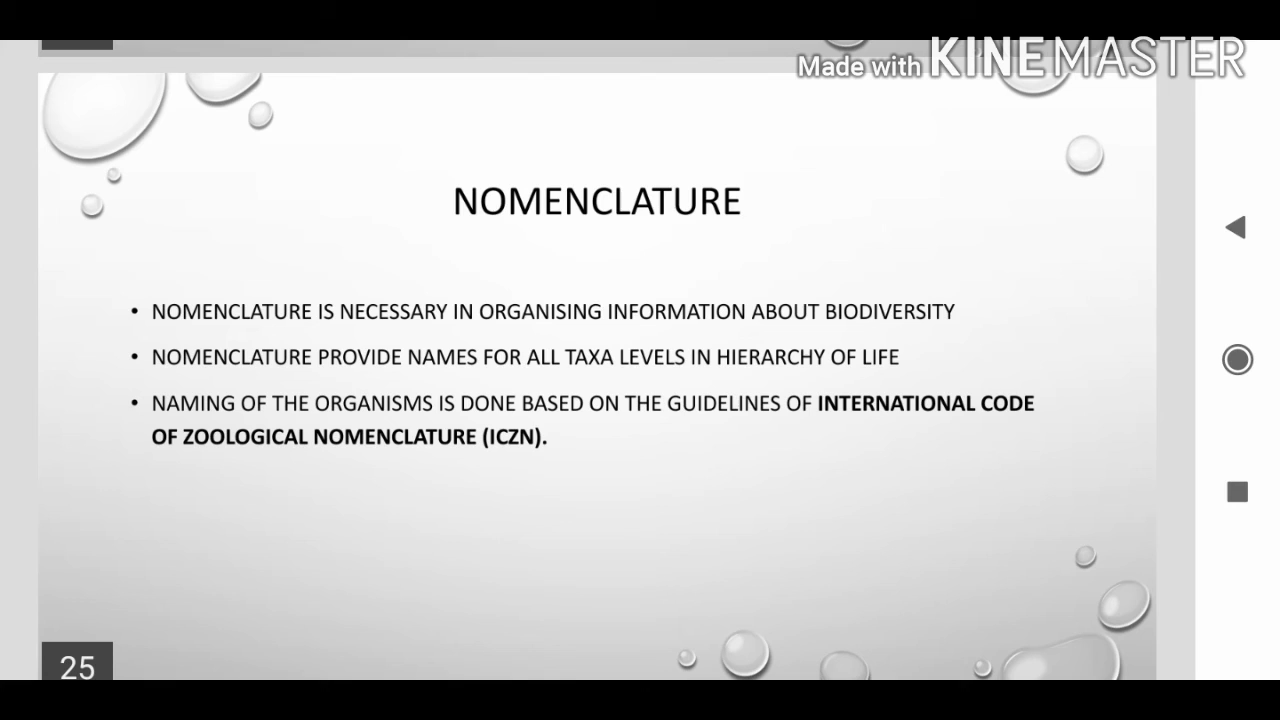 Made with KINEMASTER
NOMENCLATURE
• NOMENCLATURE IS NECESSARY IN ORGANISING INFORMATION ABOUT BIODIVERSITY
• NOMENCLATURE PROVIDE NAMES FOR ALL TAXA LEVELS IN HIERARCHY OF LIFE
• NAMING OF THE ORGANISMS IS DONE BASED ON THE GUIDELINES OF INTERNATIONAL CODE
OF ZOOLOGICAL NOMENCLATURE (ICZN).
25